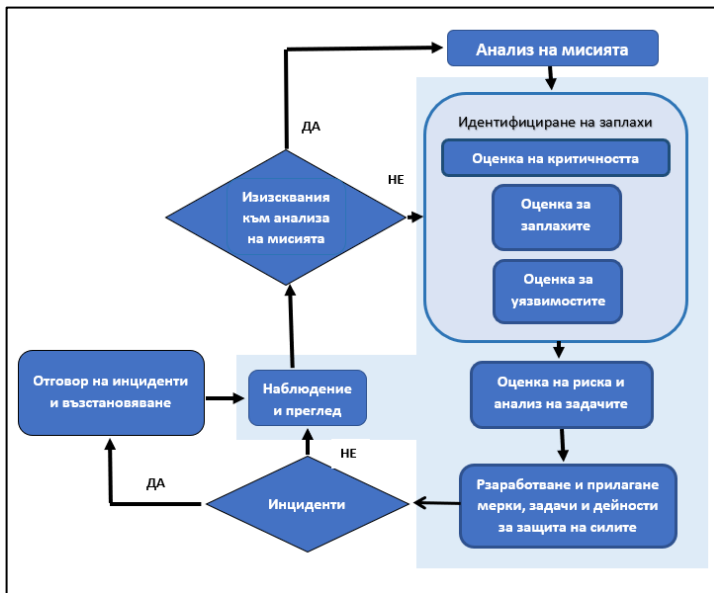 Анализ на мисията
ДА
Идентифициране на заплахи
Оценка на критичността
НЕ
Изизсквания
към анализа
на мисията
Оценка за
заплахите
Оценка за
уязвимостите
Отговор на инциденти
и възстановяване
Наблюдение
и преглед
Оценка на риска и
анализ на задачите
НЕ
ДА
Инциденти
Рзаработване и прилагане
мерки, задачи и дейности
за защита на силите